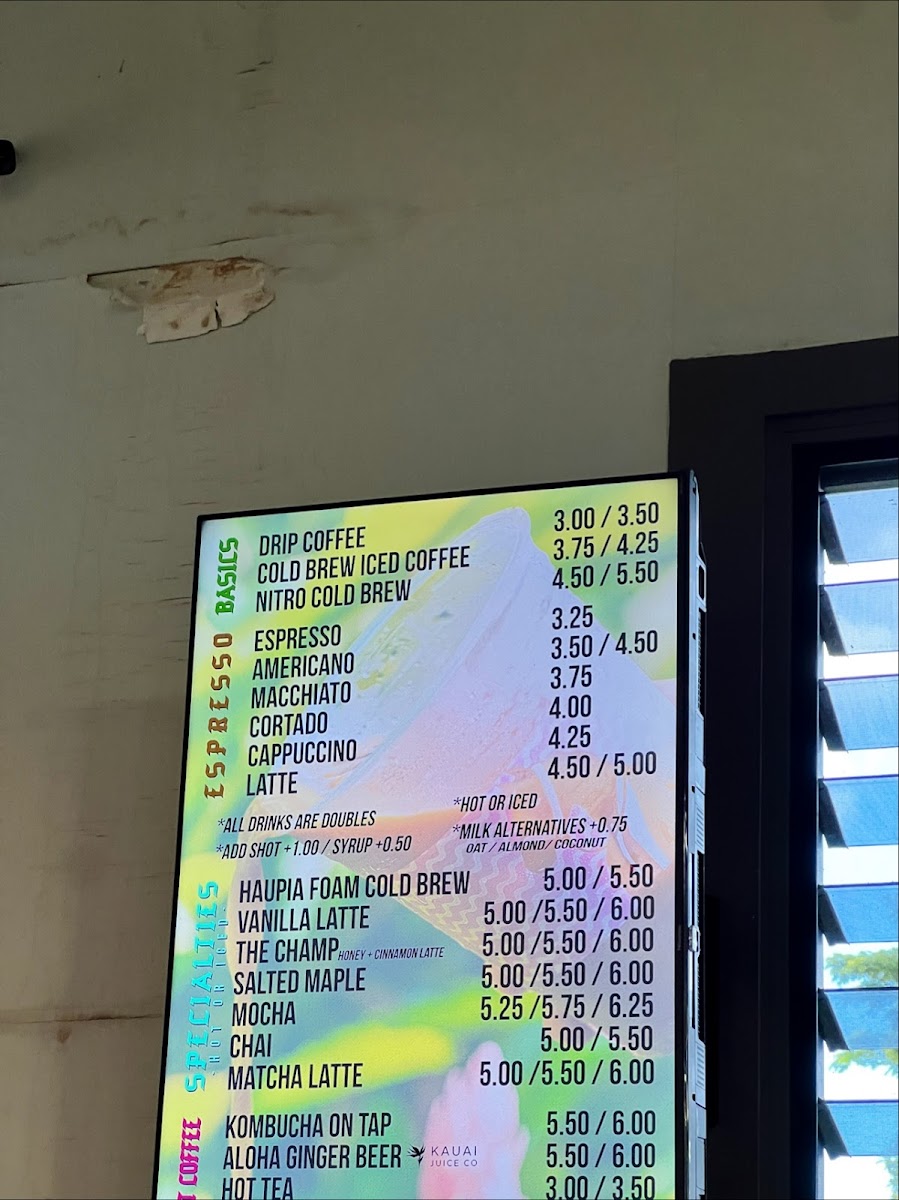 BASICS
DRIP COFFEE 3.00 / 3.50
COLD BREW ICED COFFEE 3.75 / 4.25
NITRO COLD BREW 4.50 / 5.50
ESPRESSO
ESPRESSO 3.25
AMERICANO 3.50 / 4.50
MACCHIATO 3.75
CORTADO 4.00
CAPPUCCINO 4.25
LATTE 4.50 / 5.00
*ALL DRINKS ARE DOUBLES
*ADD SHOT +1.00 / SYRUP +0.50
*HOT OR ICED
*MILK ALTERNATIVES +0.75
OAT / ALMOND / COCONUT
SPECIALTIES
-HOT OR ICED-
HAUPIA FOAM COLD BREW 5.00 / 5.50
VANILLA LATTE 5.00 /5.50 / 6.00
THE CHAMP HONEY + CINNAMON LATTE 5.00 /5.50 / 6.00
SALTED MAPLE 5.00 /5.50 / 6.00
MOCHA 5.25 /5.75 / 6.25
CHAI 5.00 / 5.50
MATCHA LATTE 5.00 /5.50 / 6.00
COFFEE
KOMBUCHA ON TAP 5.50 / 6.00
ALOHA GINGER BEER KAUAI JUICE CO 5.50 / 6.00
HOT TEA 3.00 / 3.50